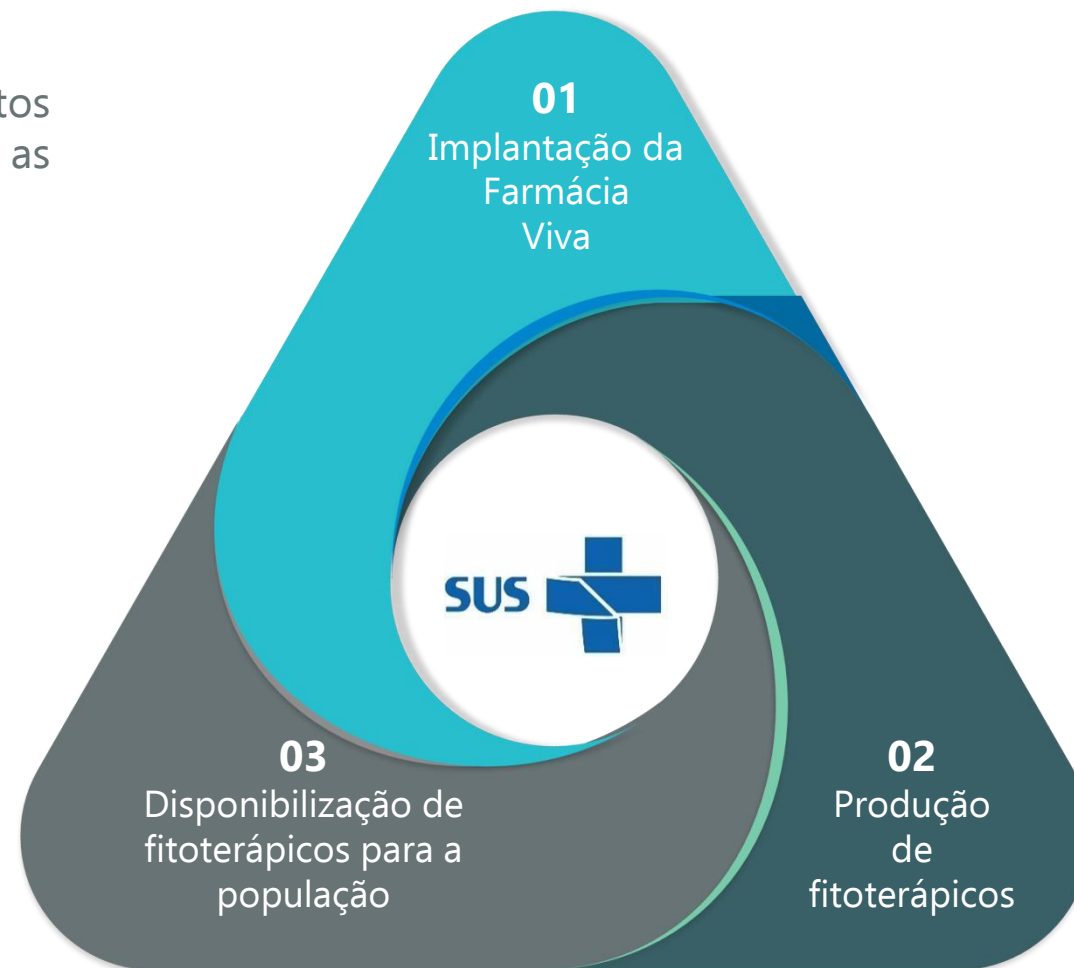 tos
as
01
Implantação da
Farmácia
Viva
SUS
03
Disponibilização de
fitoterápicos para a
população
02
Produção
de
fitoterápicos